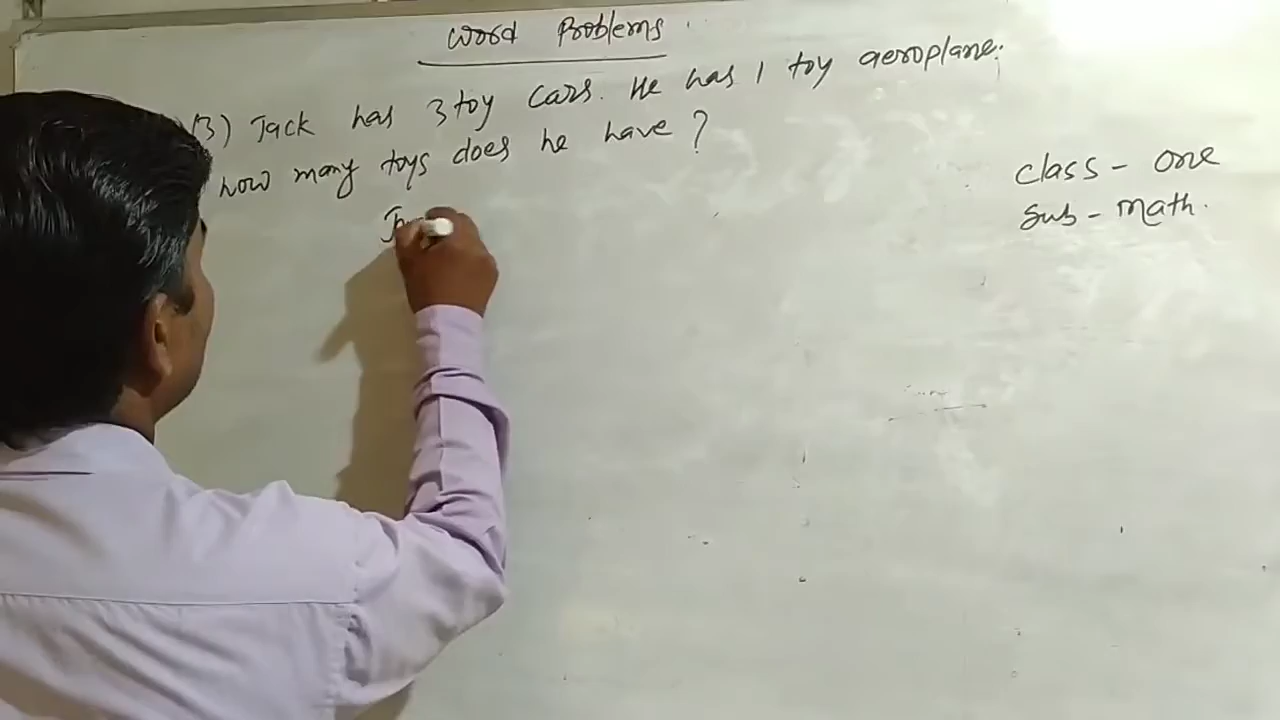 Word Problems
(3) Jack has 3 toy cars. He has 1 toy aeroplane.
How many toys does he have?
class - one
Sub - math.